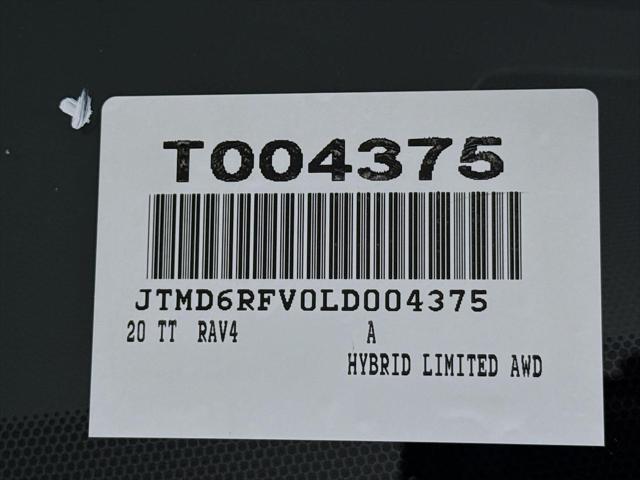 T004375
JTMD6RFV0LD004375
20 TT RAV4 A
HYBRID LIMITED AWD